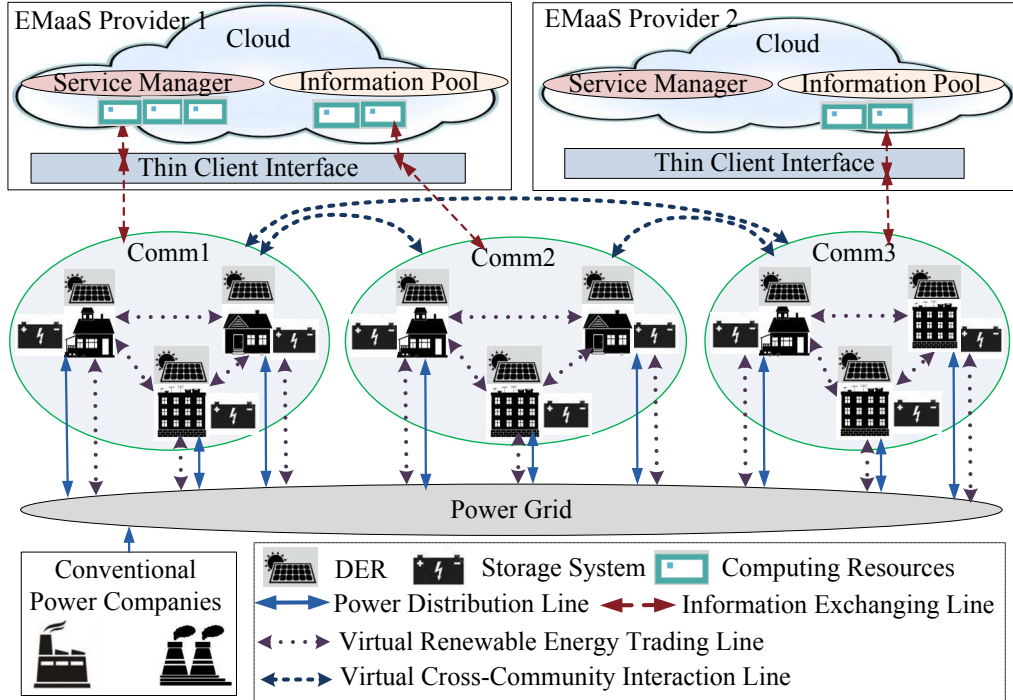 EMaaS Provider 1
Cloud
Service Manager
Information Pool
Thin Client Interface
EMaaS Provider 2
Cloud
Service Manager
Information Pool
Thin Client Interface
Comm1
Comm2
Comm3
Power Grid
Conventional
Power Companies
DER
Storage System
Computing Resources
Power Distribution Line
Information Exchanging Line
Virtual Renewable Energy Trading Line
Virtual Cross-Community Interaction Line